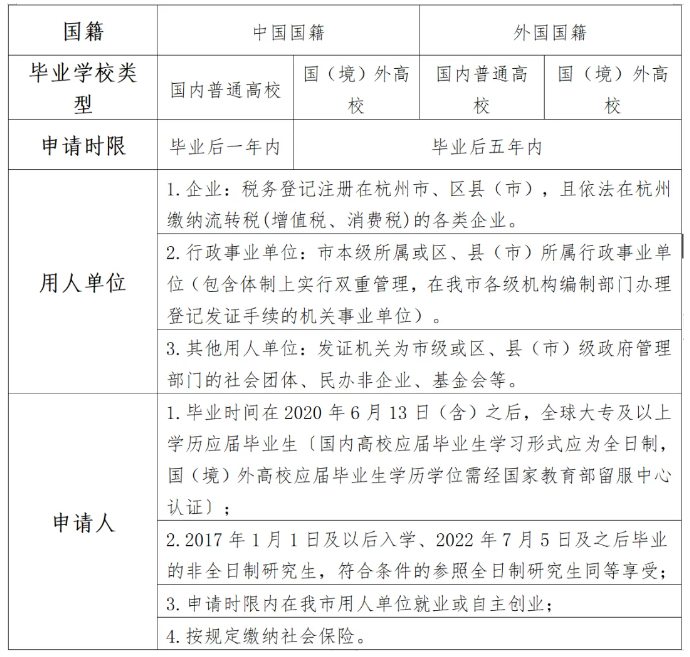 国籍 中国国籍 外国国籍
毕业学校类
型
国内普通高校
国（境）外高
校
国内普通高
校
国（境）外高
校
申请时限 毕业后一年内 毕业后五年内
用人单位
1.企业：税务登记注册在杭州市、区县（市），且依法在杭州
缴纳流转税(增值税、消费税)的各类企业。
2.行政事业单位：市本级所属或区、县（市）所属行政事业单
位（包含体制上实行双重管理，在我市各级机构编制部门办理
登记发证手续的机关事业单位）。
3.其他用人单位：发证机关为市级或区、县（市）级政府管理
部门的社会团体、民办非企业、基金会等。
申请人
1.毕业时间在2020年6月13日（含）之后，全球大专及以上
学历应届毕业生〔国内高校应届毕业生学习形式应为全日制，
国（境）外高校应届毕业生学历学位需经国家教育部留服中心
认证〕；
2.2017年1月1日及以后入学、2022年7月5日及之后毕业
的非全日制研究生，符合条件的参照全日制研究生同等享受；
3.申请时限内在我市用人单位就业或自主创业；
4.按规定缴纳社会保险。